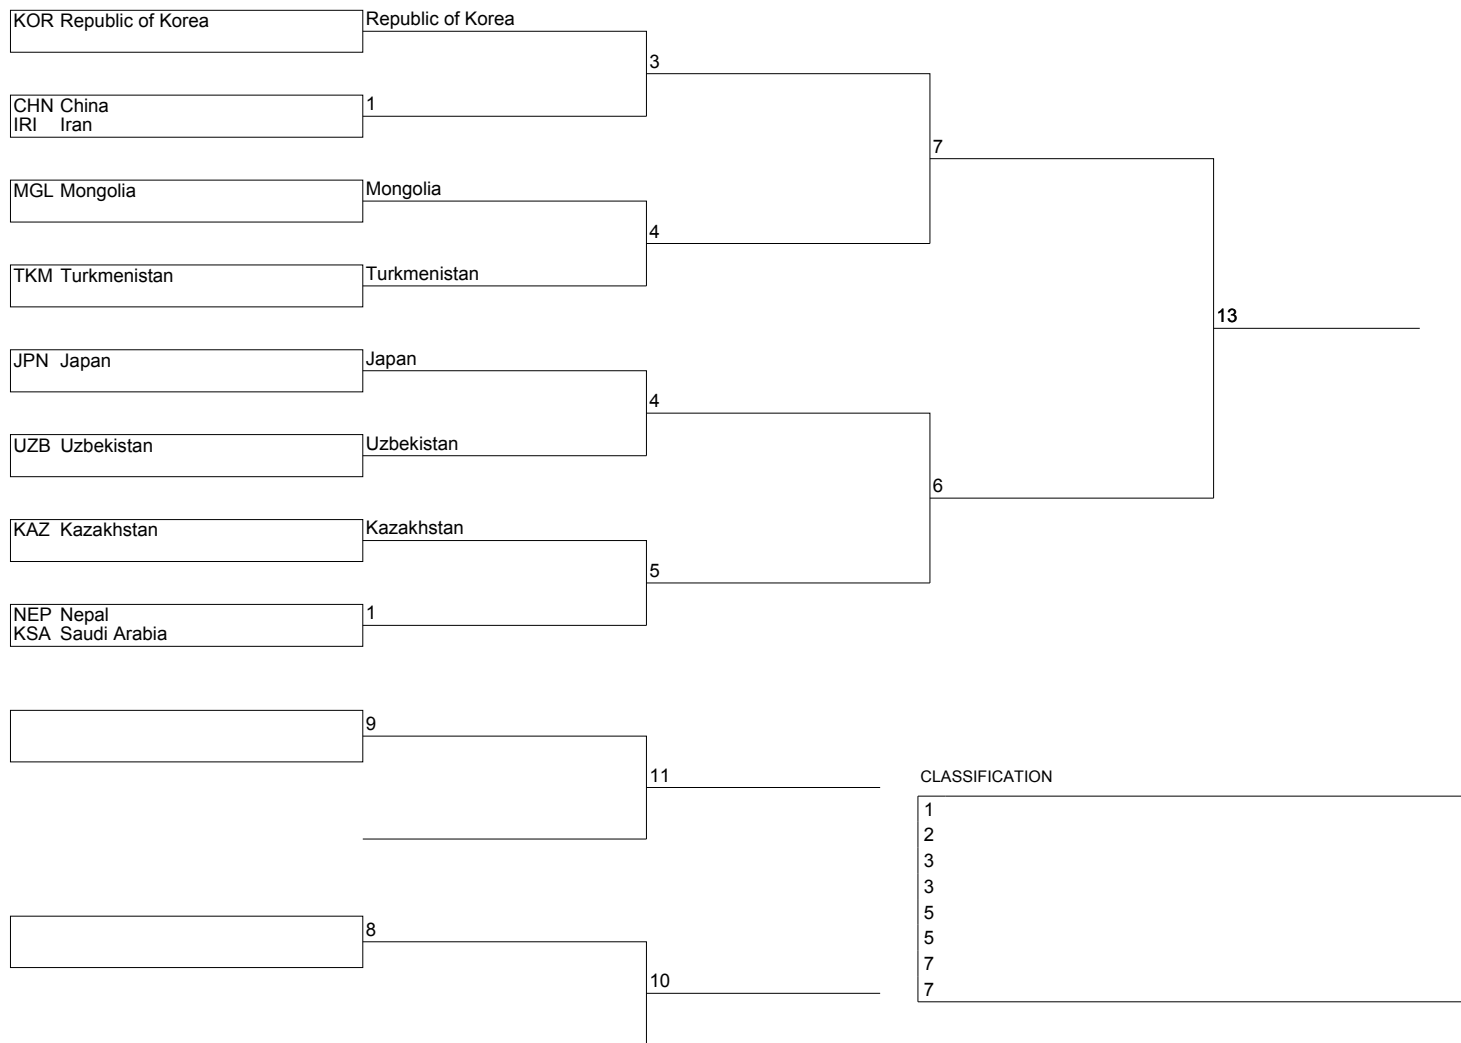 KOR Republic of Korea
Republic of Korea
3
CHN China
IRI Iran
1
7
MGL Mongolia
Mongolia
4
TKM Turkmenistan
Turkmenistan
13
JPN Japan
Japan
4
UZB Uzbekistan
Uzbekistan
6
KAZ Kazakhstan
Kazakhstan
5
NEP Nepal
KSA Saudi Arabia
1
9
11
8
10
CLASSIFICATION
1
2
3
3
5
5
7
7